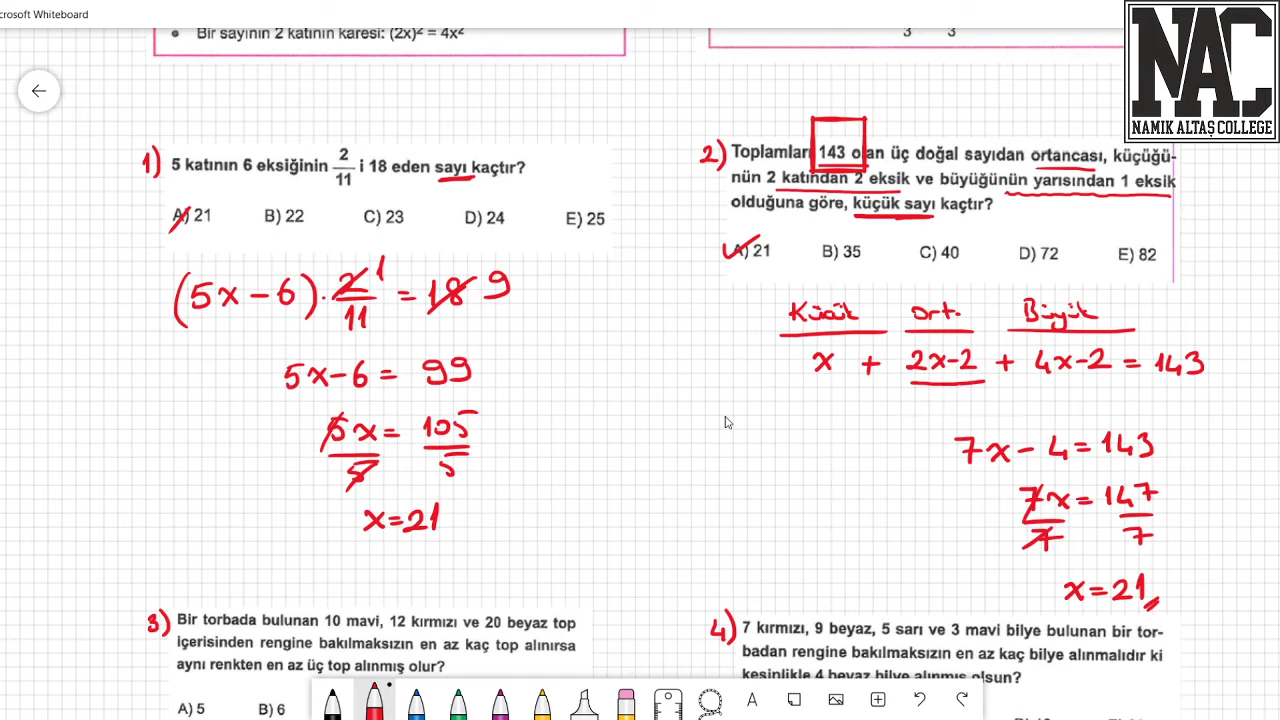 crosoft Whiteboard
• Bir sayının 2 katının karesi: (2x)² = 4x²
3 3
NAC
NAMIK ALTAŞ COLLEGE
1) 5 katının 6 eksiğinin 2/11 i 18 eden sayı kaçtır?
A) 21 B) 22 C) 23 D) 24 E) 25
(5x-6) · 2/11 1 = 18 9
5x-6 = 99
5x/5 = 105/5
x=21
2) Toplamları 143 olan üç doğal sayıdan ortancası, küçüğü-
nün 2 katından 2 eksik ve büyüğünün yarısından 1 eksik
olduğuna göre, küçük sayı kaçtır?
A) 21 B) 35 C) 40 D) 72 E) 82
Küçük Ort. Büyük
x + 2x-2 + 4x-2 = 143
7x-4=143
7x/7 = 147/7
x=21
3) Bir torbada bulunan 10 mavi, 12 kırmızı ve 20 beyaz top
içerisinden rengine bakılmaksızın en az kaç top alınırsa
aynı renkten en az üç top alınmış olur?
A) 5 B) 6
4) 7 kırmızı, 9 beyaz, 5 sarı ve 3 mavi bilye bulunan bir tor-
badan rengine bakılmaksızın en az kaç bilye alınmalıdır ki
kesinlikle 4 beyaz bilye alınmış olsun?